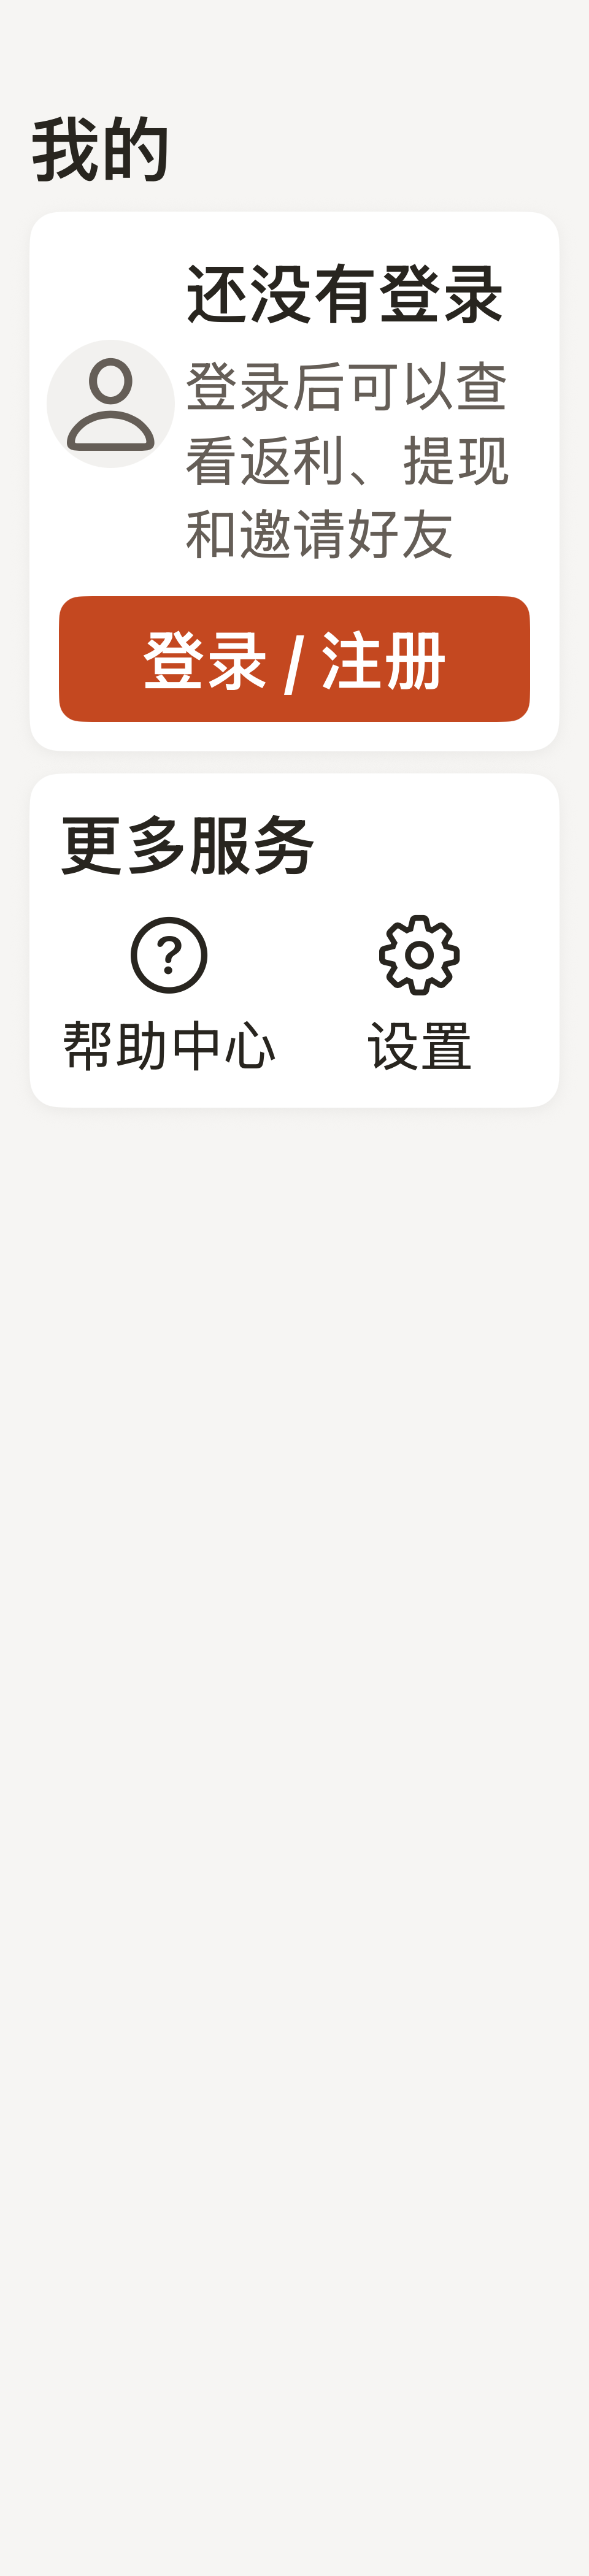 我的
还没有登录
登录后可以查
看返利、提现
和邀请好友
登录 / 注册
更多服务
帮助中心
设置